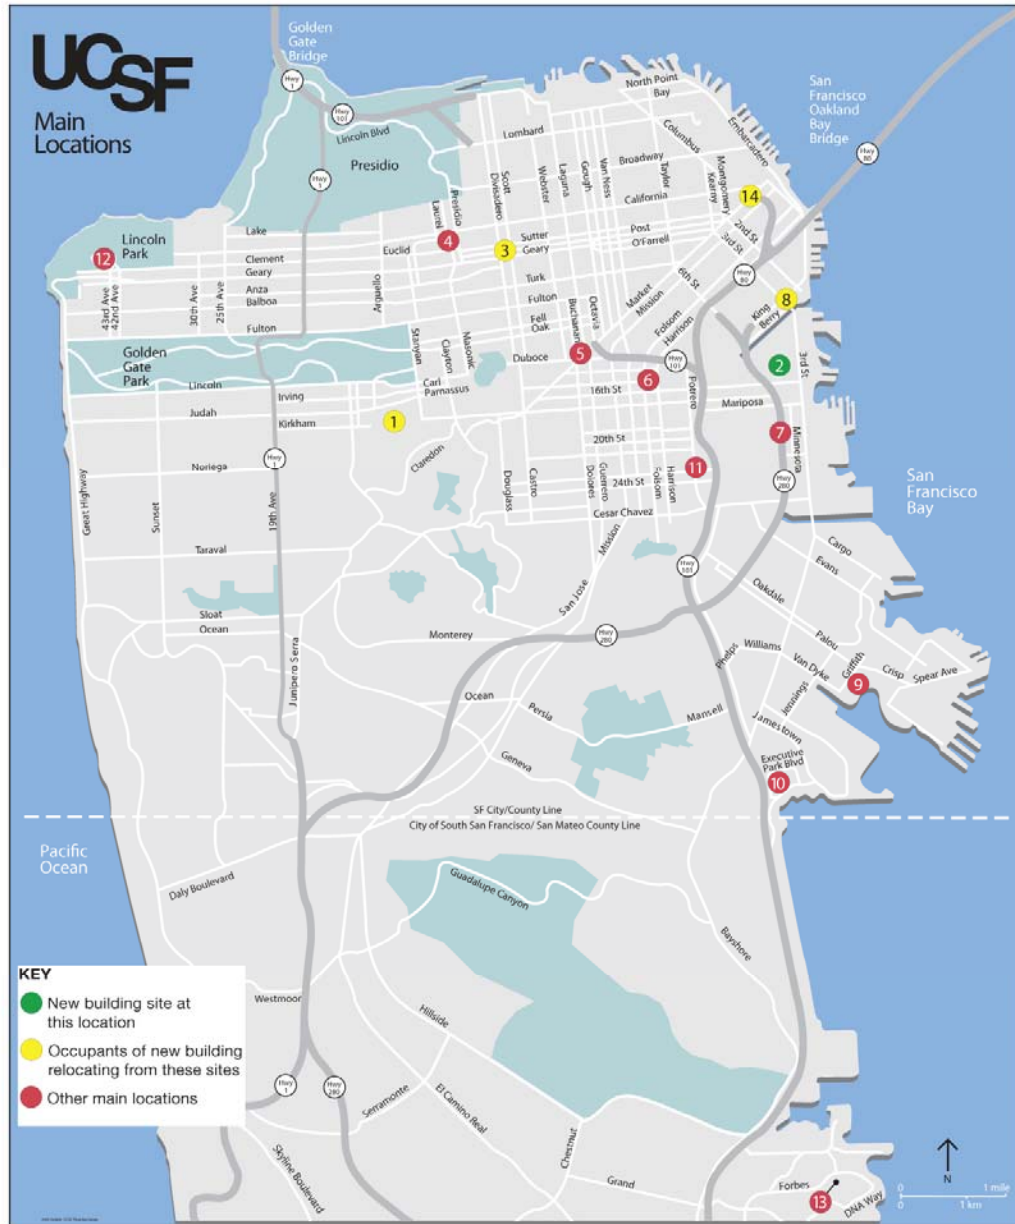 UCSF
Main
Locations
Golden
Gate
Bridge
San
Francisco
Oakland
Bay
Bridge
Hwy
1
Hwy
101
Hwy
80
Lincoln Blvd
Presidio
Hwy
1
Lombard
North Point
Bay
Columbus
Embarcadero
Broadway
California
Scott
Divisadero
Webster
Laguna
Gough
Van Ness
Taylor
Montgomery
Kearny
Presidio
Laurel
14
2nd St
3rd St
Post
O'Farrell
Sutter
Geary
3
4
Euclid
Lincoln
Park
12
Lake
Clement
Geary
Anza
Balboa
Fulton
43rd Ave
42nd Ave
30th Ave
25th Ave
Arguello
Turk
Fulton
Fell
Oak
Octavia
Buchanan
Market
Mission
6th St
Folsom
Harrison
Hwy
80
King
Berry
8
3rd St
2
Golden
Gate
Park
Stanyan
Clayton
Masonic
Duboce
5
6
Hwy
101
Potrero
Lincoln
Irving
Carl
Parnassus
Judah
Kirkham
1
16th St
Mariposa
7
Minnesota
20th St
24th St
11
Claredon
Douglass
Castro
Dolores
Guerrero
Folsom
Harrison
Cesar Chavez
Hwy
280
Noriega
Hwy
1
Great Highway
Sunset
19th Ave
San
Francisco
Bay
Taraval
Mission
San Jose
Hwy
101
Cargo
Evans
Oakdale
Sloat
Ocean
Junipero Serra
Monterey
Hwy
280
Phelps
Williams
Palou
Van Dyke
Griffith
Crisp
Spear Ave
9
Jennings
Jamestown
Ocean
Persia
Mansell
Geneva
Executive
Park Blvd
10
SF City/County Line
City of South San Francisco/ San Mateo County Line
Pacific
Ocean
Daly Boulevard
Guadalupe Canyon
Bayshore
KEY
New building site at
this location
Occupants of new building
relocating from these sites
Other main locations
Westmoor
Hillside
Hwy
1
Hwy
280
Serramonte
El Camino Real
Skyline Boulevard
Chestnut
Grand
Forbes
DNA Way
13
N
0
1 mile
0
1 km